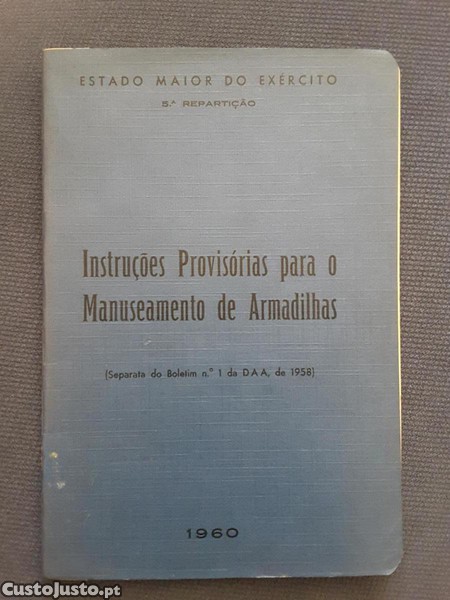 ESTADO MAIOR DO EXÉRCITO
5.ª REPARTIÇÃO
Instruções Provisórias para o
Manuseamento de Armadilhas
(Separata do Boletim n.º 1 da DAA, de 1958)
1960
CustoJusto.pt